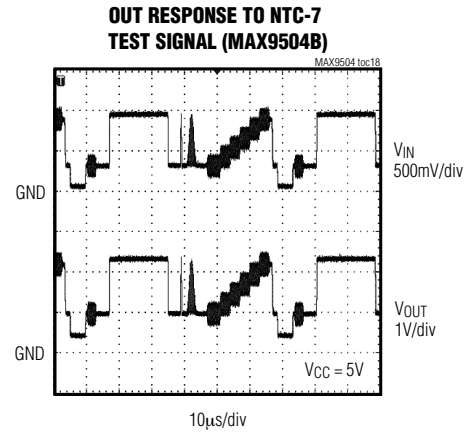 OUT RESPONSE TO NTC-7
TEST SIGNAL (MAX9504B)
MAX9504 toc18
T
VIN
500mV/div
GND
VOUT
1V/div
GND
VCC = 5V
10µs/div